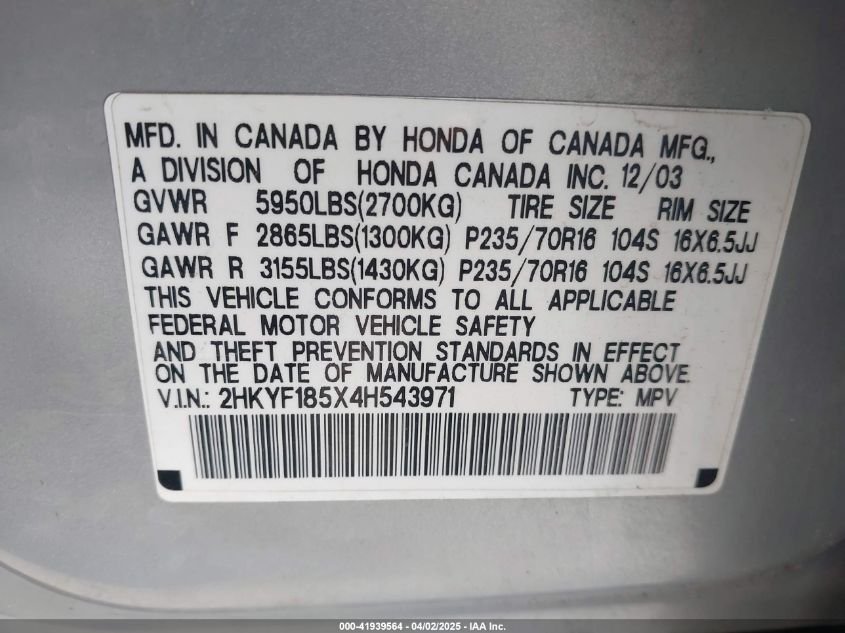 MFD. IN CANADA BY HONDA OF CANADA MFG.,
A DIVISION OF HONDA CANADA INC. 12/03
GVWR 5950LBS(2700KG) TIRE SIZE RIM SIZE
GAWR F 2865LBS(1300KG) P235/70R16 104S 16X6.5JJ
GAWR R 3155LBS(1430KG) P235/70R16 104S 16X6.5JJ
THIS VEHICLE CONFORMS TO ALL APPLICABLE
FEDERAL MOTOR VEHICLE SAFETY
AND THEFT PREVENTION STANDARDS IN EFFECT
ON THE DATE OF MANUFACTURE SHOWN ABOVE.
V.I.N.: 2HKYF185X4H543971 TYPE: MPV
000-41939564 - 04/02/2025 - IAA Inc.